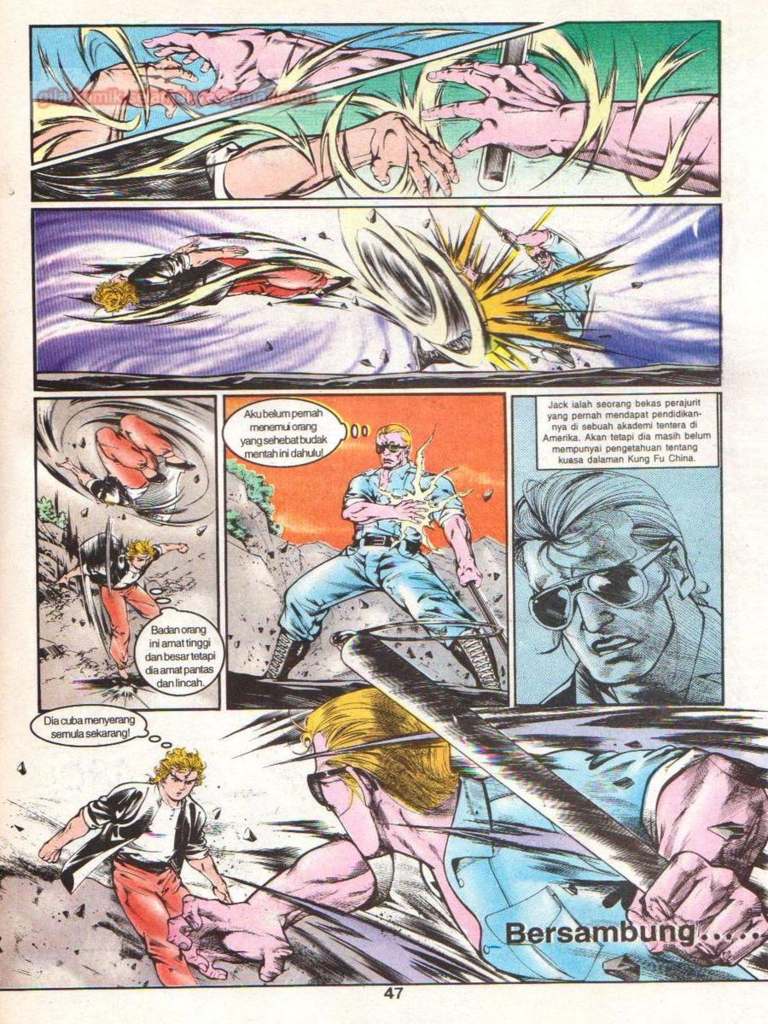 Aku belum pernah
menemui orang
yang sehebat budak
mentah ini dahulu!
Jack ialah seorang bekas perajurit
yang pernah mendapat pendidikan-
nya di sebuah akademi tentera di
Amerika. Akan tetapi dia masih belum
mempunyai pengetahuan tentang
kuasa dalaman Kung Fu China.
Badan orang
ini amat tinggi
dan besar tetapi
dia amat pantas
dan lincah.
Dia cuba menyerang
semula sekarang!
Bersambung.....
47